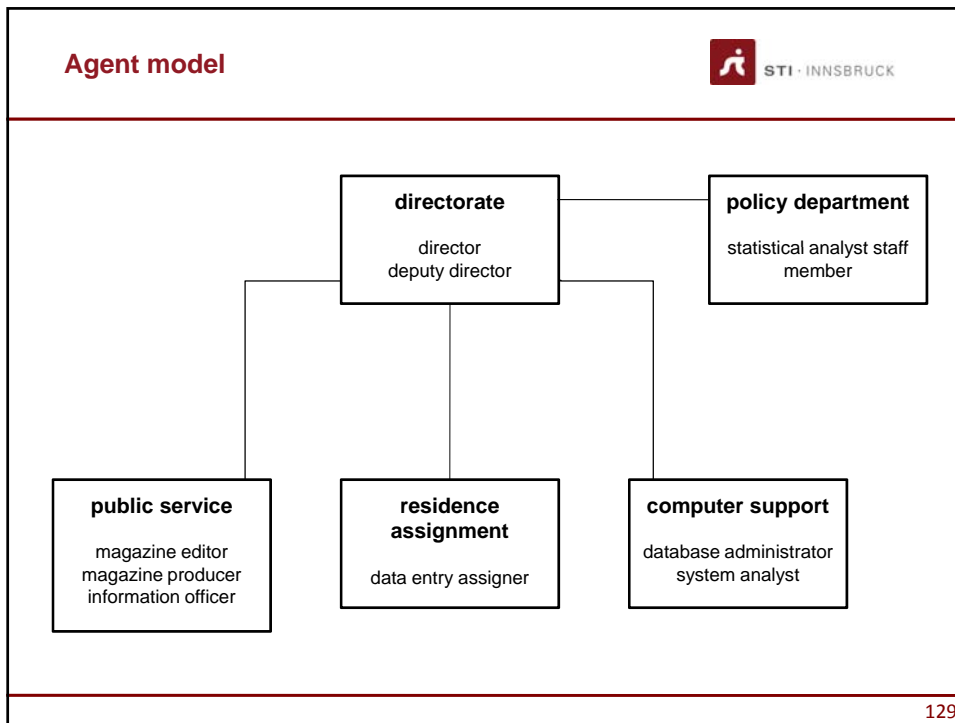 Agent model
STI · INNSBRUCK
directorate
director
deputy director
policy department
statistical analyst staff
member
public service
magazine editor
magazine producer
information officer
residence
assignment
data entry assigner
computer support
database administrator
system analyst
129